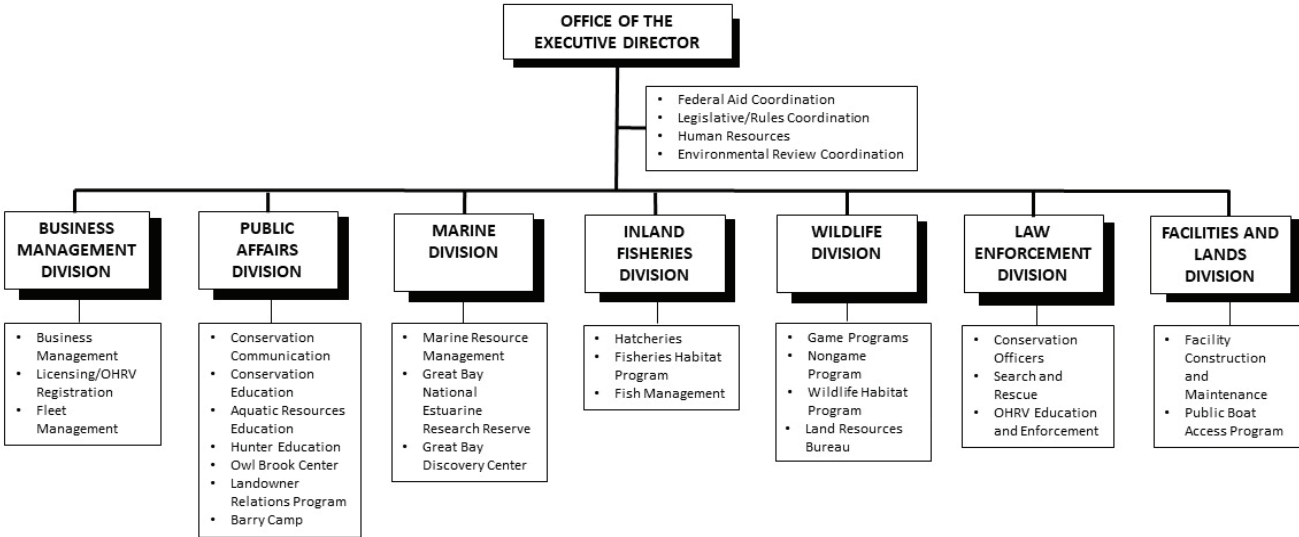 OFFICE OF THE
EXECUTIVE DIRECTOR
• Federal Aid Coordination
• Legislative/Rules Coordination
• Human Resources
• Environmental Review Coordination
BUSINESS
MANAGEMENT
DIVISION
• Business
Management
• Licensing/OHRV
Registration
• Fleet
Management
PUBLIC
AFFAIRS
DIVISION
• Conservation
Communication
• Conservation
Education
• Aquatic Resources
Education
• Hunter Education
• Owl Brook Center
• Landowner
Relations Program
• Barry Camp
MARINE
DIVISION
• Marine Resource
Management
• Great Bay
National
Estuarine
Research Reserve
• Great Bay
Discovery Center
INLAND
FISHERIES
DIVISION
• Hatcheries
• Fisheries Habitat
Program
• Fish Management
WILDLIFE
DIVISION
• Game Programs
• Nongame
Program
• Wildlife Habitat
Program
• Land Resources
Bureau
LAW
ENFORCEMENT
DIVISION
• Conservation
Officers
• Search and
Rescue
• OHRV Education
and Enforcement
FACILITIES AND
LANDS
DIVISION
• Facility
Construction
and
Maintenance
• Public Boat
Access Program